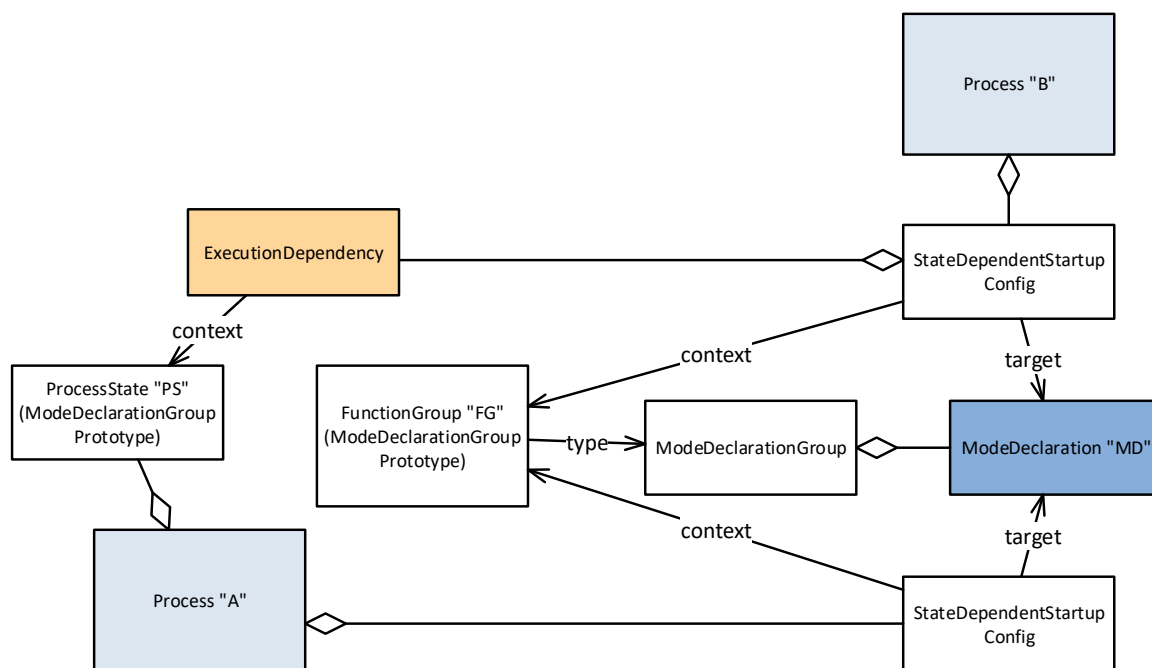 Process "B"
ExecutionDependency
StateDependentStartup
Config
context
context
target
ProcessState "PS"
(ModeDeclarationGroup
Prototype)
FunctionGroup "FG"
(ModeDeclarationGroup
Prototype)
type
ModeDeclarationGroup
ModeDeclaration "MD"
context
target
Process "A"
StateDependentStartup
Config